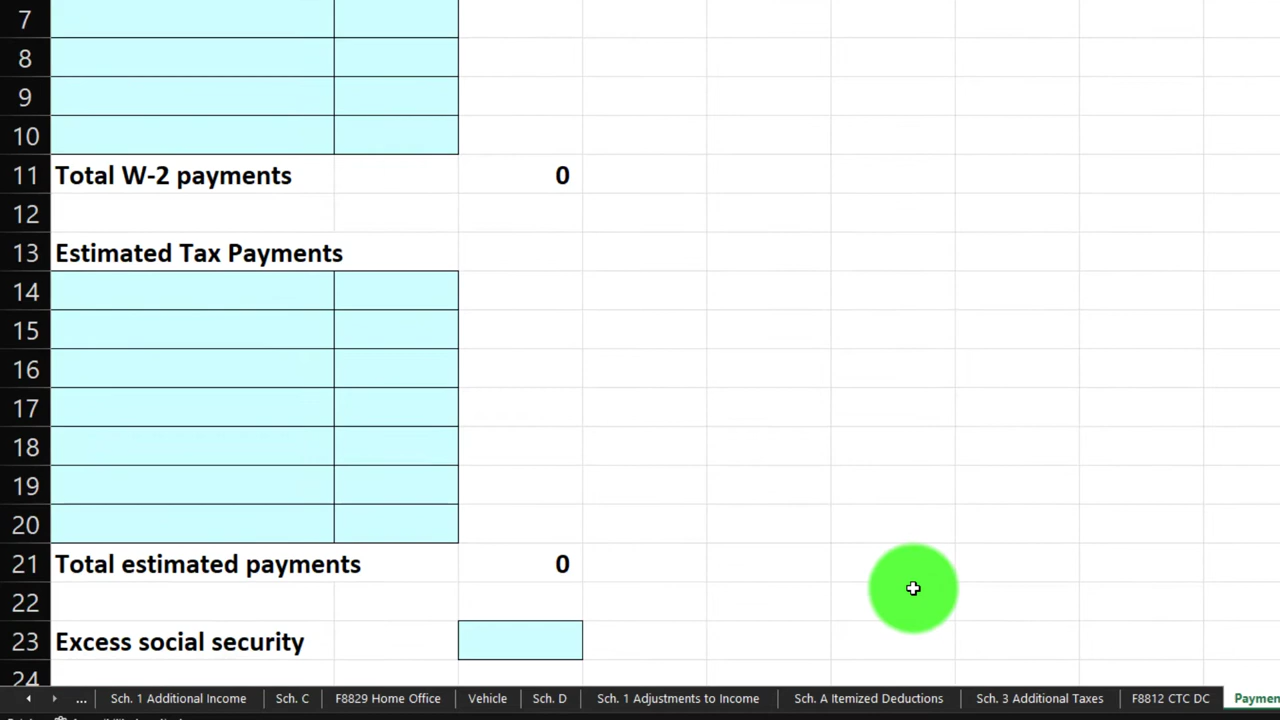 7
8
9
10
11 Total W-2 payments 0
12
13 Estimated Tax Payments
14
15
16
17
18
19
20
21 Total estimated payments 0
22
23 Excess social security
24
... Sch. 1 Additional Income Sch. C F8829 Home Office Vehicle Sch. D Sch. 1 Adjustments to Income Sch. A Itemized Deductions Sch. 3 Additional Taxes F8812 CTC DC Paymen